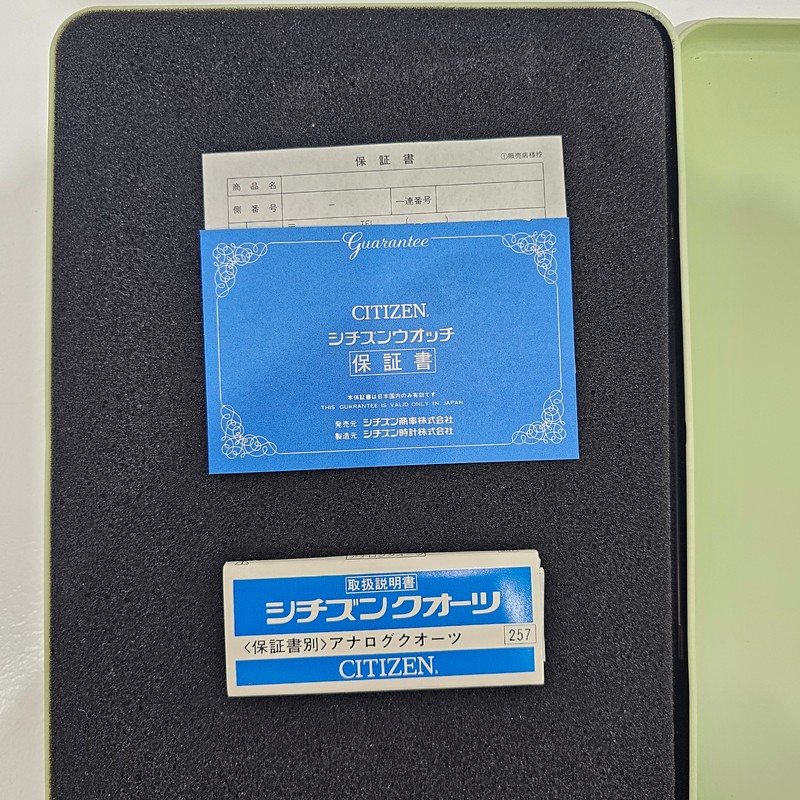 保証書
①販売店様控
商品名
側番号 - 一連番号
〒 TEL ( )
Guarantee
CITIZEN.
シチズンウオッチ
保証書
本保証書は日本国内のみ有効です
THIS GUARANTEE IS VALID ONLY IN JAPAN
発売元 シチズン商事株式会社
製造元 シチズン時計株式会社
取扱説明書
シチズンクオーツ
<保証書別>アナログクオーツ 257
CITIZEN.